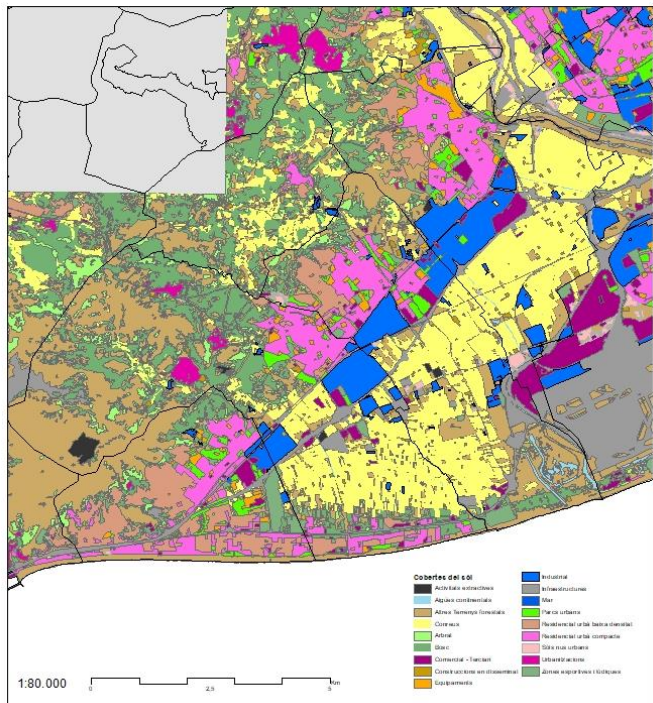 Cobertes del sòl
Activitats extractives
Aigües continentals
Altres Terrenys forestals
Conreus
Arbrat
Bosc
Comercial - Terciari
Construccions en disseminat
Equipaments
Industrial
Infraestructures
Mar
Parcs urbans
Residencial urbà baixa densitat
Residencial urbà compacte
Sòls nus urbans
Urbanitzacions
Zones esportives i lúdiques
1:80.000
0 2,5 5
Km